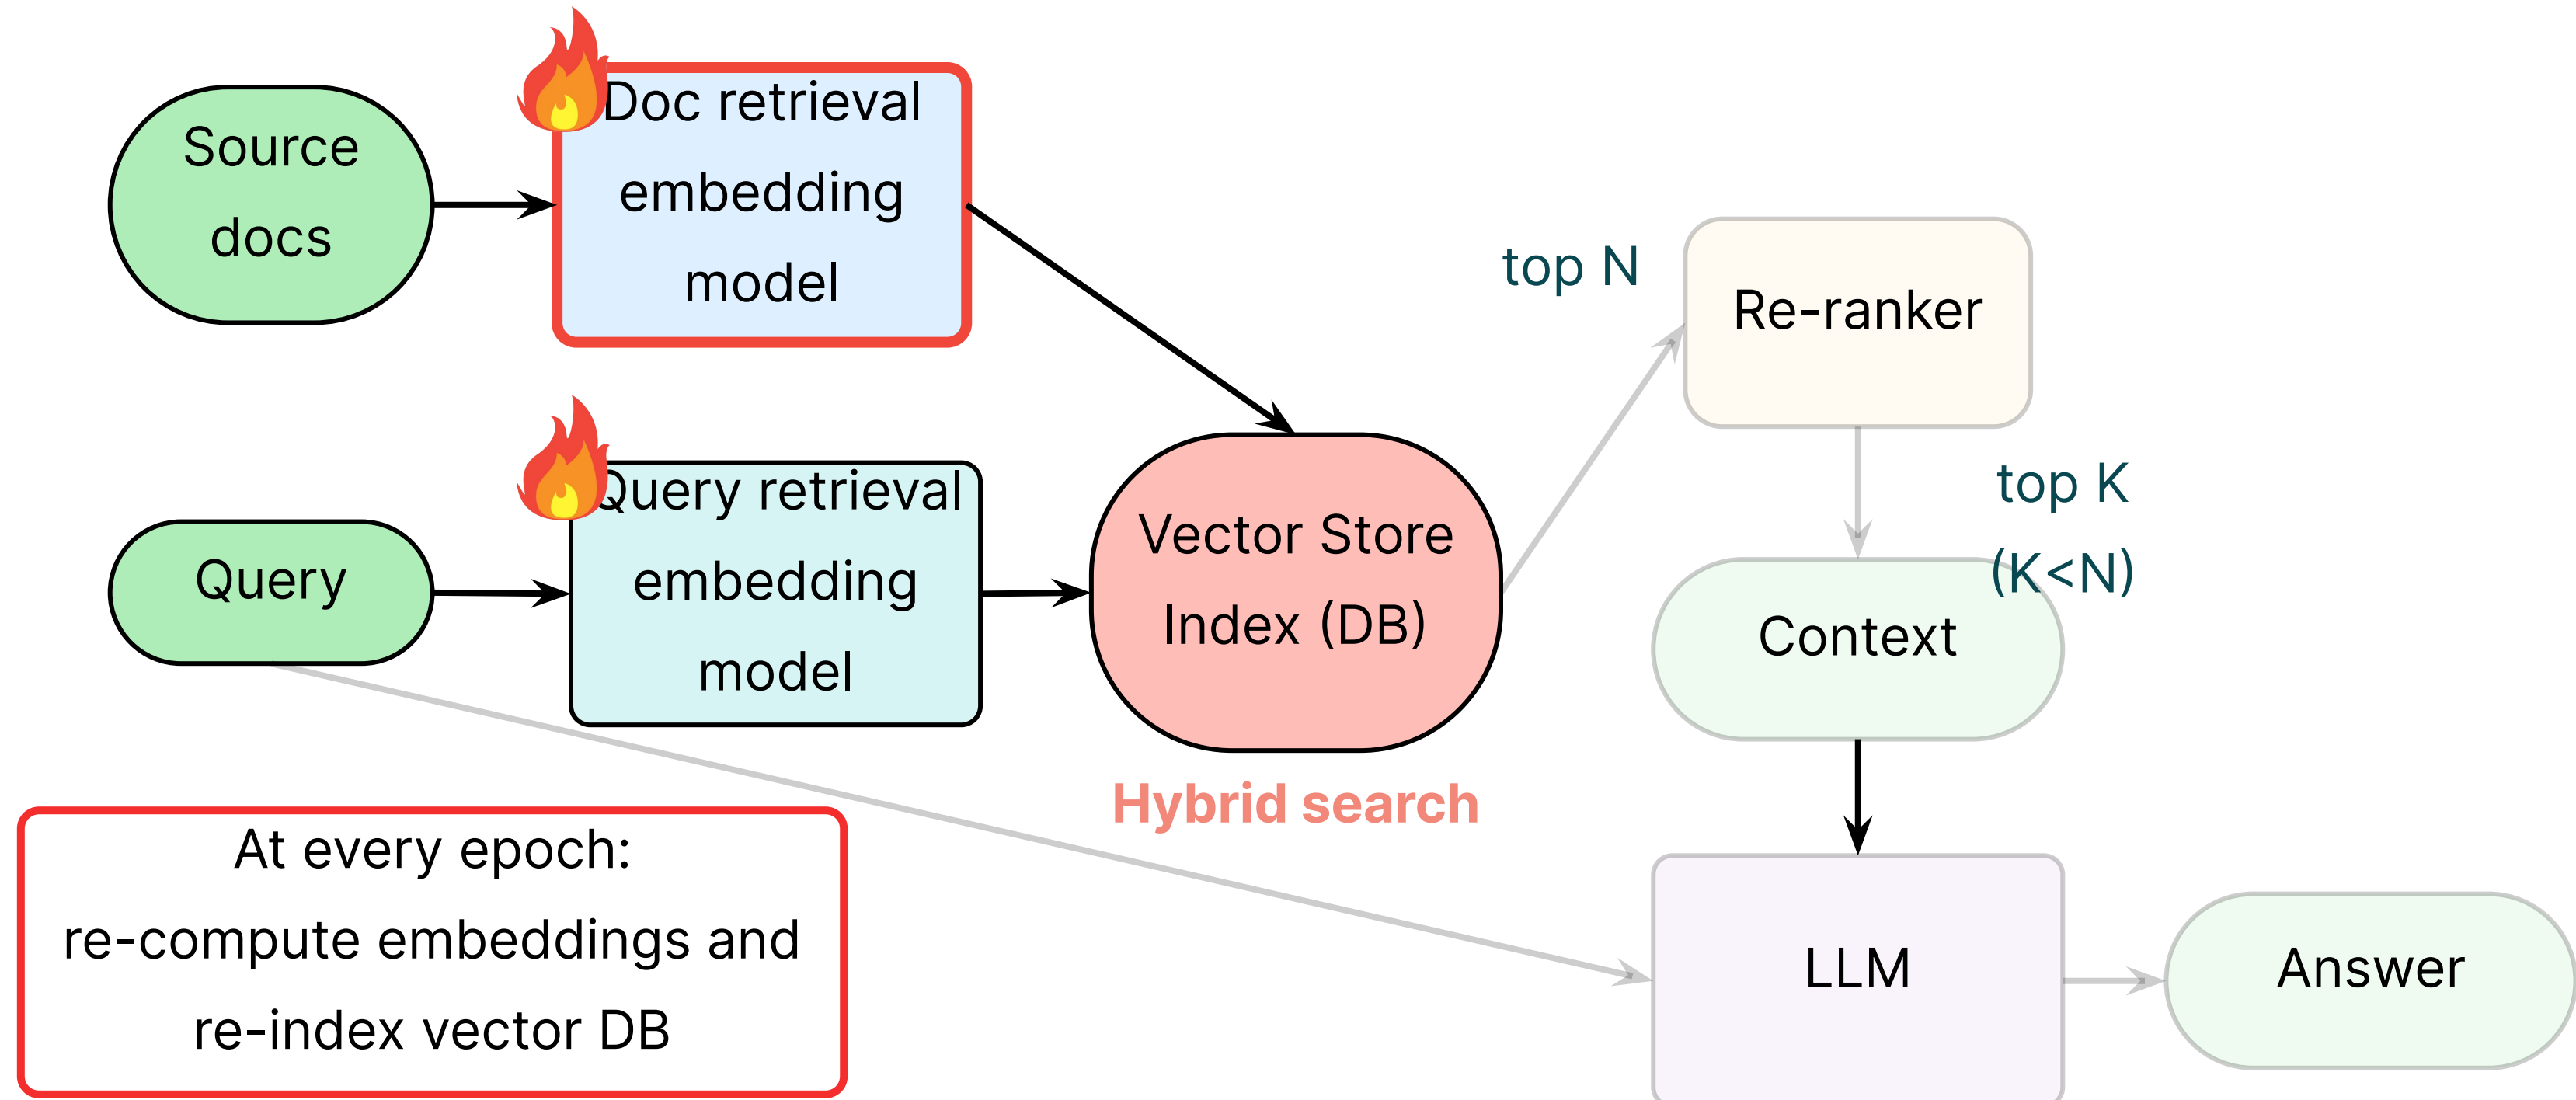 Source
docs
Doc retrieval
embedding
model
top N
Re-ranker
Query
Query retrieval
embedding
model
Vector Store
Index (DB)
Hybrid search
top K
(K<N)
Context
At every epoch:
re-compute embeddings and
re-index vector DB
LLM
Answer